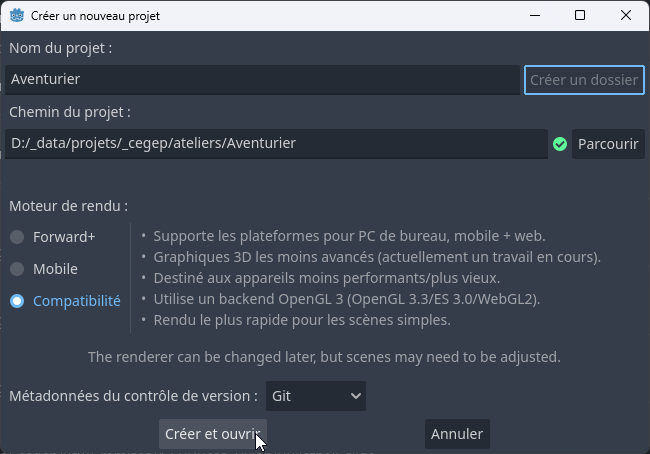 Créer un nouveau projet
Nom du projet :
Aventurier
Créer un dossier
Chemin du projet :
D:/_data/projets/_cegep/ateliers/Aventurier
Parcourir
Moteur de rendu :
Forward+
Mobile
Compatibilité
• Supporte les plateformes pour PC de bureau, mobile + web.
• Graphiques 3D les moins avancés (actuellement un travail en cours).
• Destiné aux appareils moins performants/plus vieux.
• Utilise un backend OpenGL 3 (OpenGL 3.3/ES 3.0/WebGL2).
• Rendu le plus rapide pour les scènes simples.
The renderer can be changed later, but scenes may need to be adjusted.
Métadonnées du contrôle de version :
Git
Créer et ouvrir
Annuler